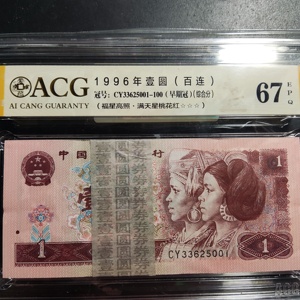 ACG
AI CANG GUARANTY
1996年壹圆（百连）
冠号：CY33625001-100（早期冠）（综合分）
（福星高照·满天星桃花红☆☆☆）
67
EPQ
中国
行
1
1
CY33625001